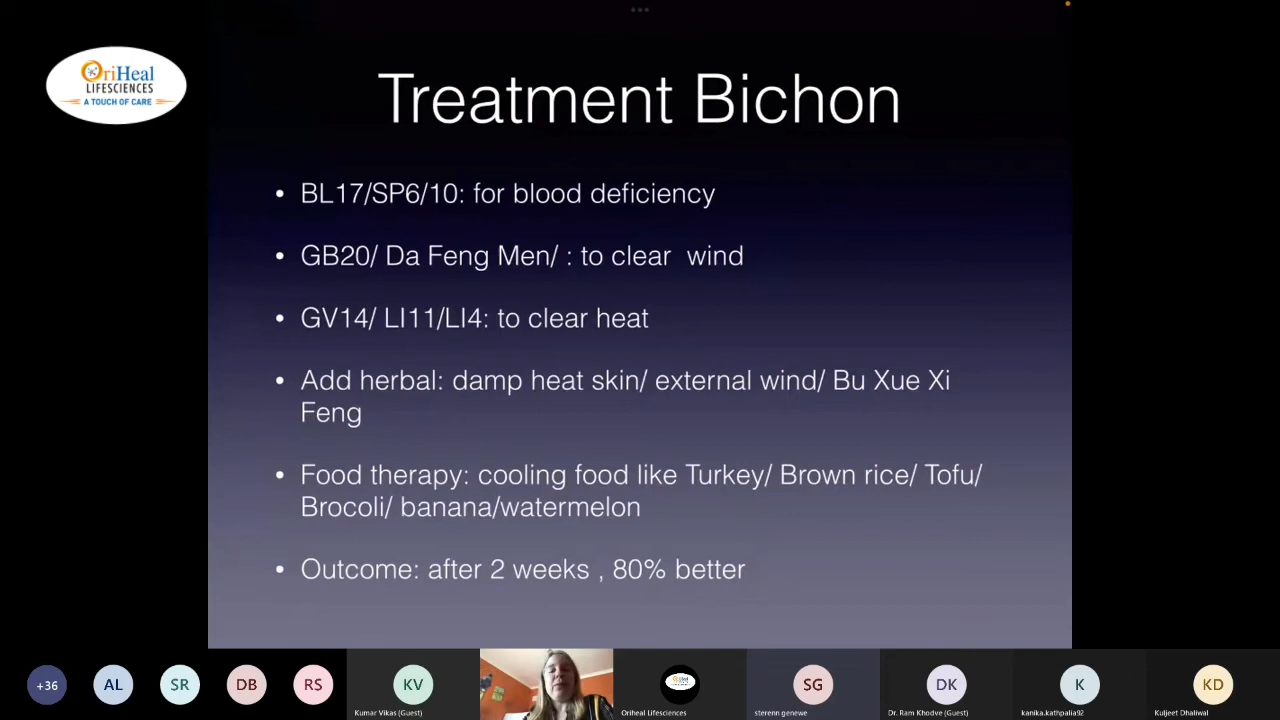 OriHeal
LIFESCIENCES
A TOUCH OF CARE
Treatment Bichon
• BL17/SP6/10: for blood deficiency
• GB20/ Da Feng Men/ : to clear  wind
• GV14/ LI11/LI4: to clear heat
• Add herbal: damp heat skin/ external wind/ Bu Xue Xi
Feng
• Food therapy: cooling food like Turkey/ Brown rice/ Tofu/
Brocoli/ banana/watermelon
• Outcome: after 2 weeks , 80% better
+36
AL
SR
DB
RS
KV
Kumar Vikas (Guest)
Oriheal Lifesciences
SG
sterenn genewe
DK
Dr. Ram Khodve (Guest)
K
kanika.kathpalia92
KD
Kuljeet Dhaliwal